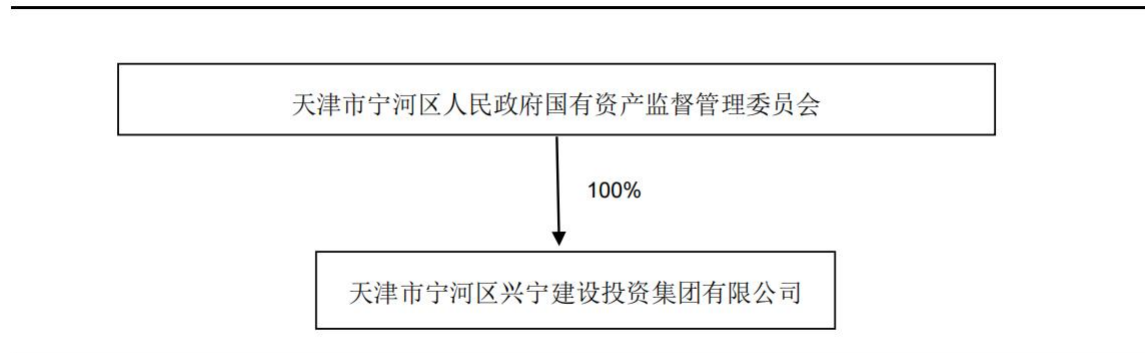 天津市宁河区人民政府国有资产监督管理委员会
100%
天津市宁河区兴宁建设投资集团有限公司